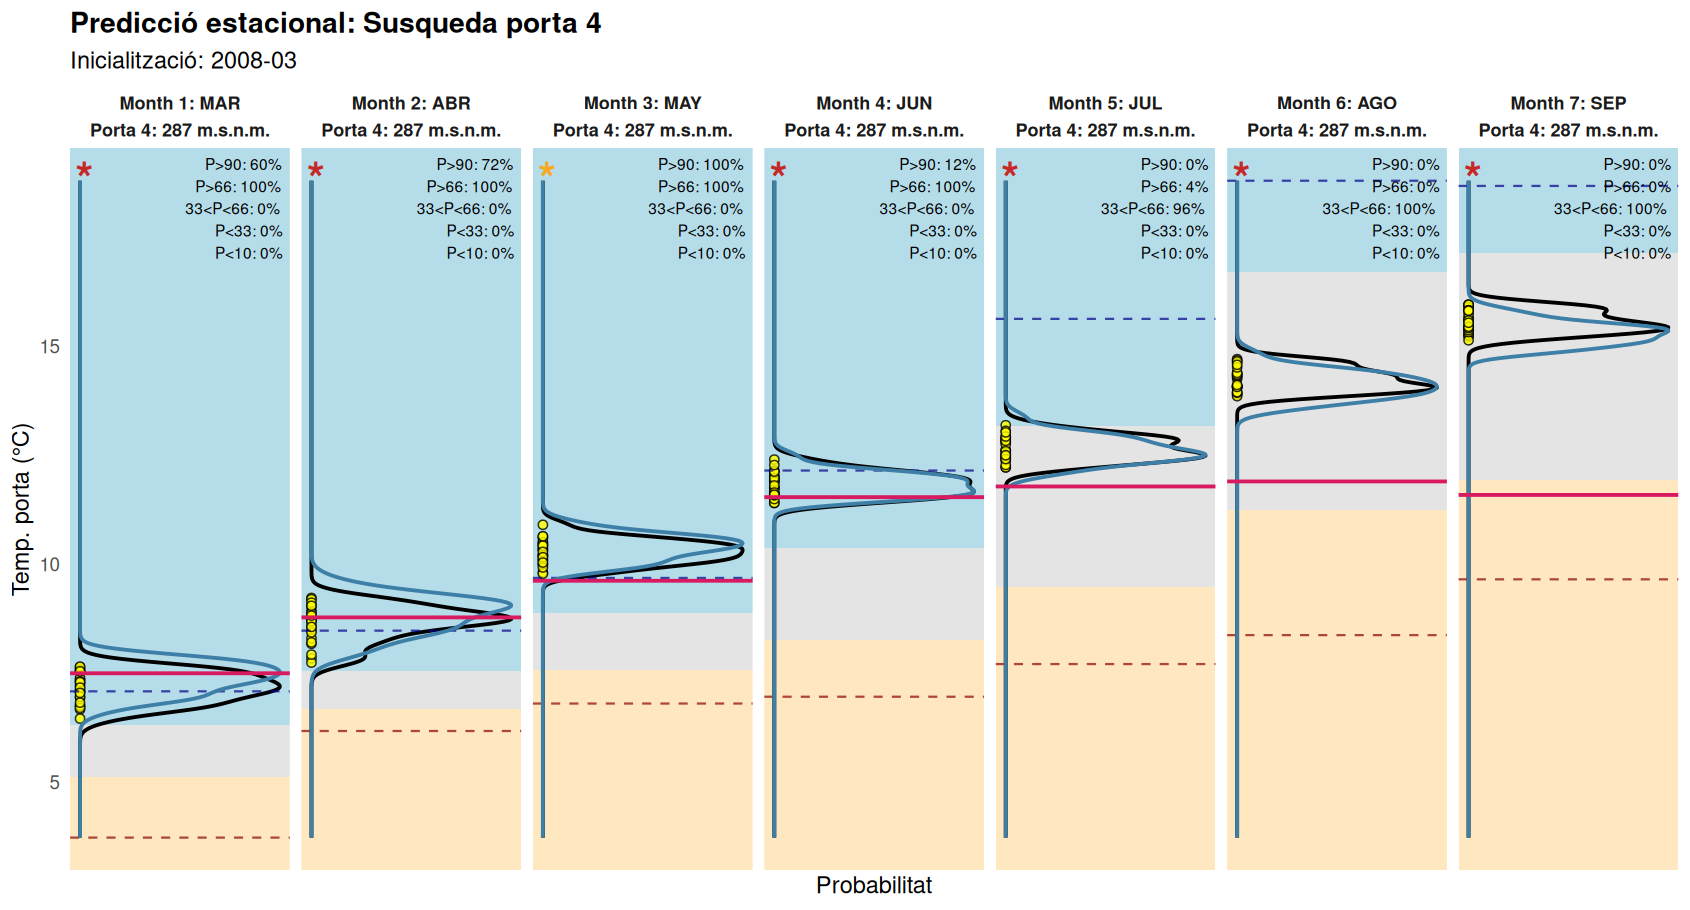 Predicció estacional: Susqueda porta 4
Inicialització: 2008-03
Month 1: MAR
Porta 4: 287 m.s.n.m.
Month 2: ABR
Porta 4: 287 m.s.n.m.
Month 3: MAY
Porta 4: 287 m.s.n.m.
Month 4: JUN
Porta 4: 287 m.s.n.m.
Month 5: JUL
Porta 4: 287 m.s.n.m.
Month 6: AGO
Porta 4: 287 m.s.n.m.
Month 7: SEP
Porta 4: 287 m.s.n.m.
*
P>90: 60%
P>66: 100%
33<P<66: 0%
P<33: 0%
P<10: 0%
*
P>90: 72%
P>66: 100%
33<P<66: 0%
P<33: 0%
P<10: 0%
*
P>90: 100%
P>66: 100%
33<P<66: 0%
P<33: 0%
P<10: 0%
*
P>90: 12%
P>66: 100%
33<P<66: 0%
P<33: 0%
P<10: 0%
*
P>90: 0%
P>66: 4%
33<P<66: 96%
P<33: 0%
P<10: 0%
*
P>90: 0%
P>66: 0%
33<P<66: 100%
P<33: 0%
P<10: 0%
*
P>90: 0%
P>66: 0%
33<P<66: 100%
P<33: 0%
P<10: 0%
15
10
5
Temp. porta (°C)
Probabilitat